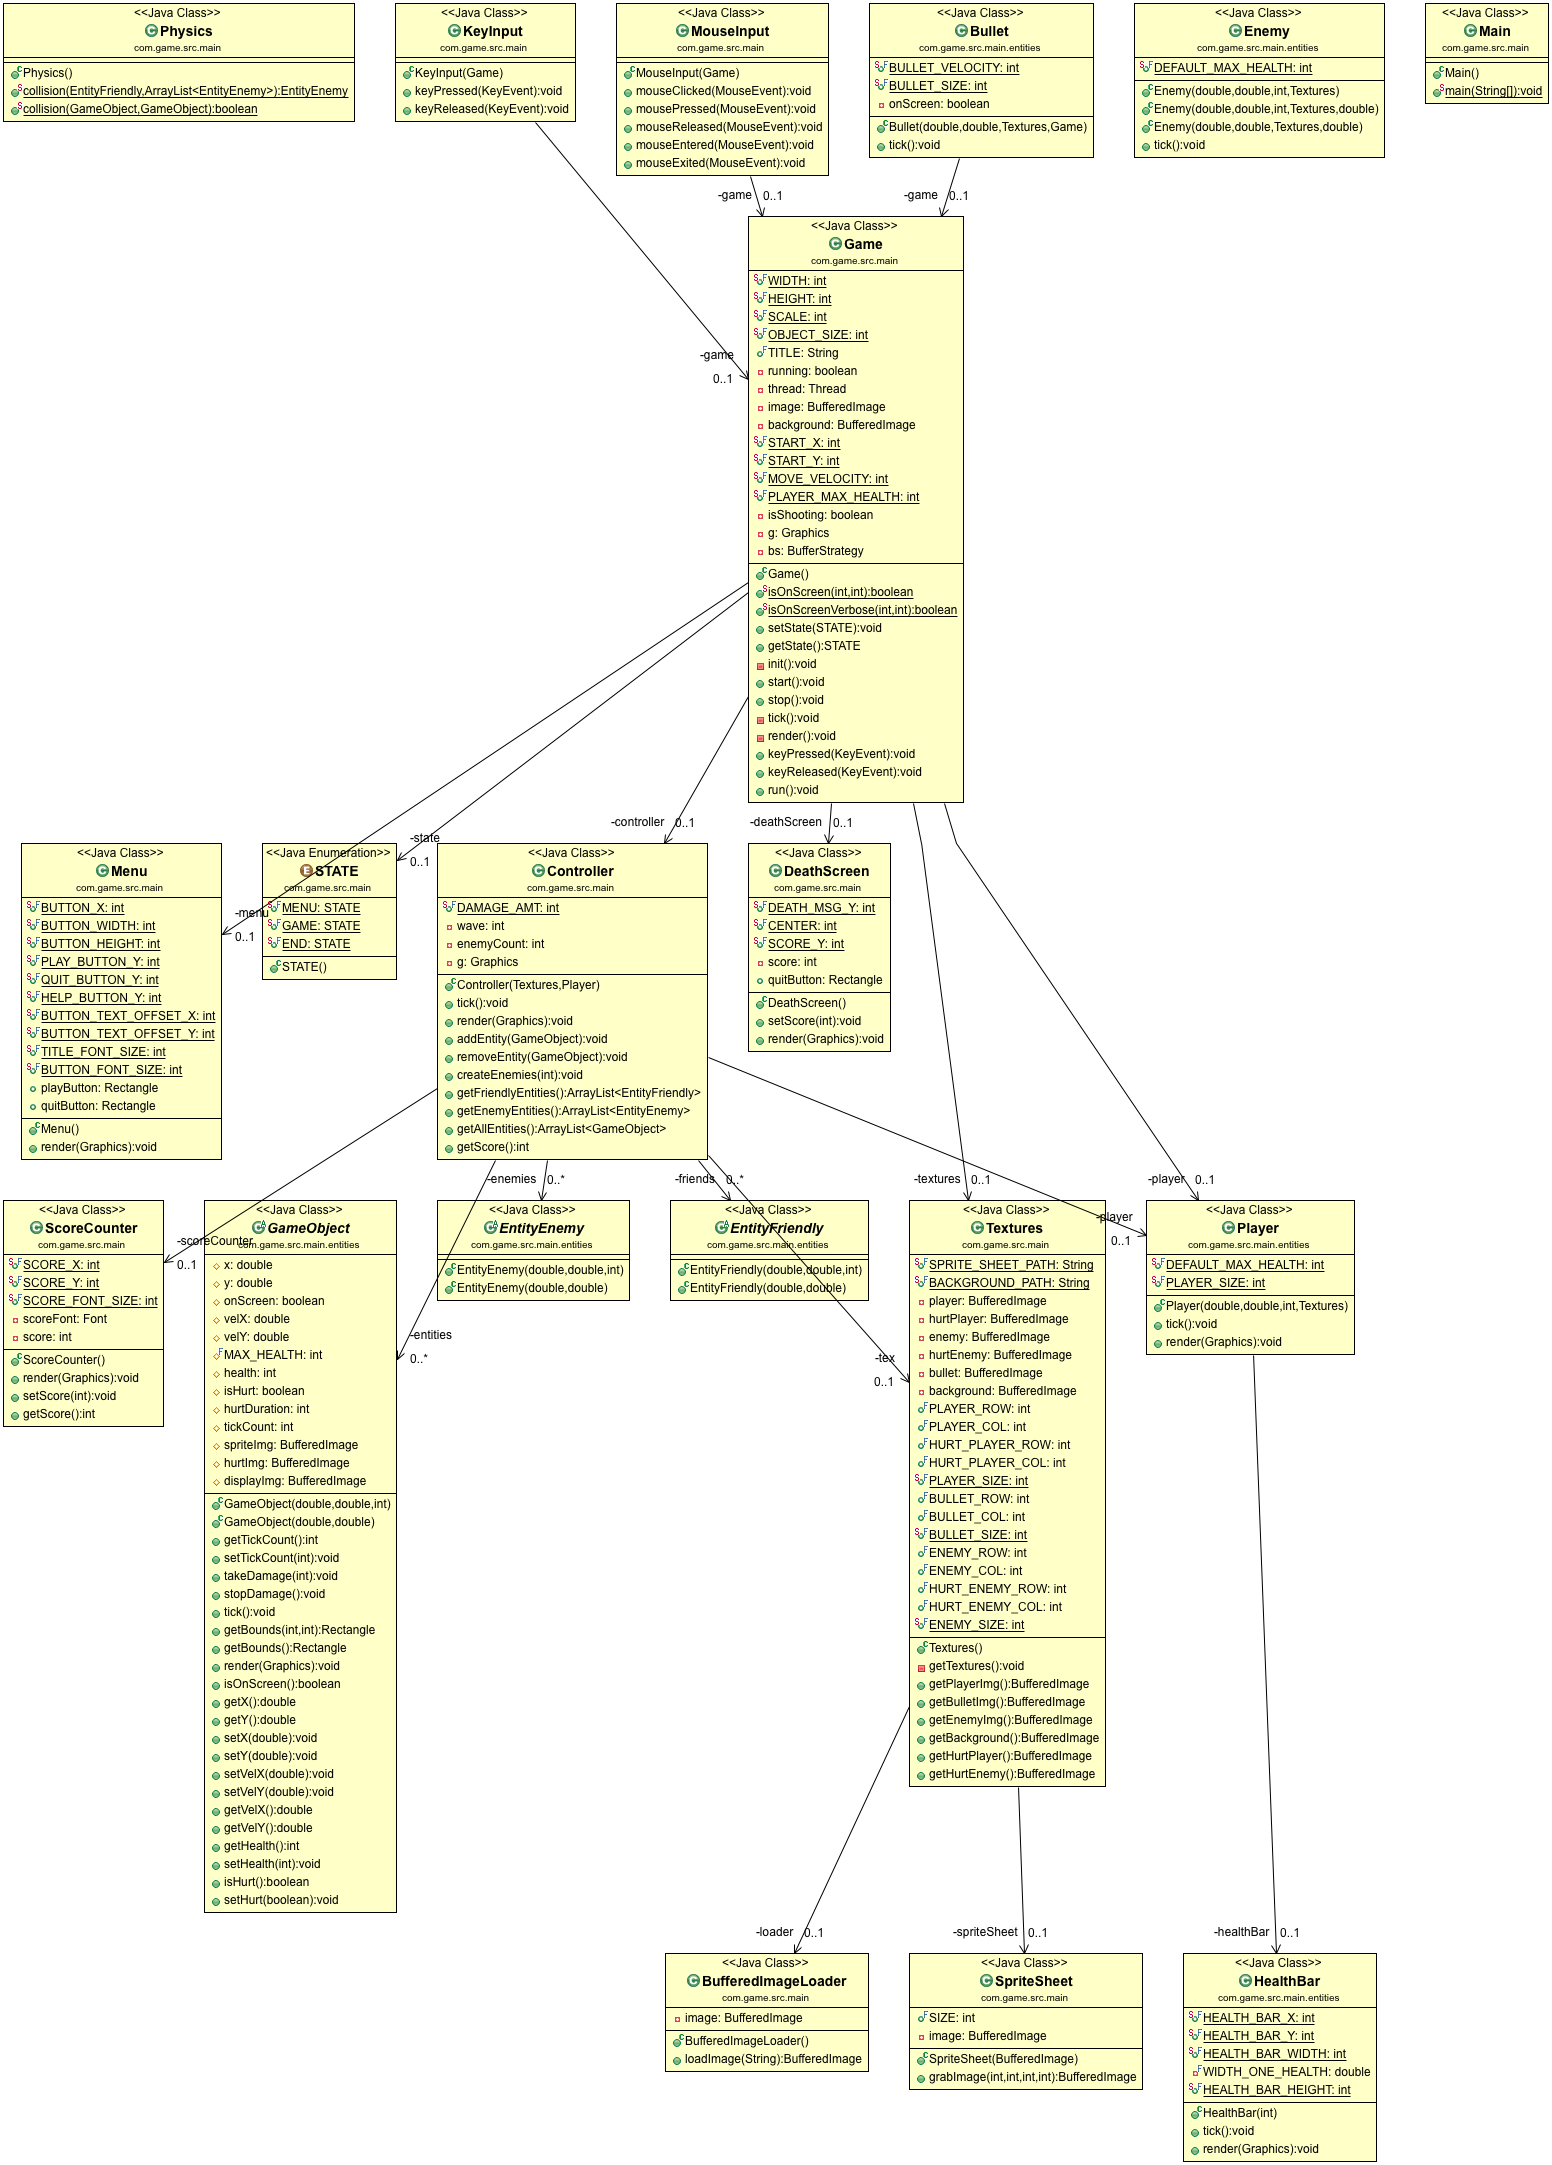 <<Java Class>>
Physics
com.game.src.main
Physics()
collision(EntityFriendly,ArrayList<EntityEnemy>):EntityEnemy
collision(GameObject,GameObject):boolean
<<Java Class>>
KeyInput
com.game.src.main
KeyInput(Game)
keyPressed(KeyEvent):void
keyReleased(KeyEvent):void
<<Java Class>>
MouseInput
com.game.src.main
MouseInput(Game)
mouseClicked(MouseEvent):void
mousePressed(MouseEvent):void
mouseReleased(MouseEvent):void
mouseEntered(MouseEvent):void
mouseExited(MouseEvent):void
<<Java Class>>
Bullet
com.game.src.main.entities
BULLET_VELOCITY: int
BULLET_SIZE: int
onScreen: boolean
Bullet(double,double,Textures,Game)
tick():void
<<Java Class>>
Enemy
com.game.src.main.entities
DEFAULT_MAX_HEALTH: int
Enemy(double,double,int,Textures)
Enemy(double,double,int,Textures,double)
Enemy(double,double,Textures,double)
tick():void
<<Java Class>>
Main
com.game.src.main
Main()
main(String[]):void
-game
0..1
-game
0..1
-game
0..1
<<Java Class>>
Game
com.game.src.main
WIDTH: int
HEIGHT: int
SCALE: int
OBJECT_SIZE: int
TITLE: String
running: boolean
thread: Thread
image: BufferedImage
background: BufferedImage
START_X: int
START_Y: int
MOVE_VELOCITY: int
PLAYER_MAX_HEALTH: int
isShooting: boolean
g: Graphics
bs: BufferStrategy
Game()
isOnScreen(int,int):boolean
isOnScreenVerbose(int,int):boolean
setState(STATE):void
getState():STATE
init():void
start():void
stop():void
tick():void
render():void
keyPressed(KeyEvent):void
keyReleased(KeyEvent):void
run():void
-menu
0..1
-state
0..1
-controller
0..1
-deathScreen
0..1
-textures
0..1
-player
0..1
<<Java Class>>
Menu
com.game.src.main
BUTTON_X: int
BUTTON_WIDTH: int
BUTTON_HEIGHT: int
PLAY_BUTTON_Y: int
QUIT_BUTTON_Y: int
HELP_BUTTON_Y: int
BUTTON_TEXT_OFFSET_X: int
BUTTON_TEXT_OFFSET_Y: int
TITLE_FONT_SIZE: int
BUTTON_FONT_SIZE: int
playButton: Rectangle
quitButton: Rectangle
Menu()
render(Graphics):void
<<Java Enumeration>>
STATE
com.game.src.main
MENU: STATE
GAME: STATE
END: STATE
STATE()
<<Java Class>>
Controller
com.game.src.main
DAMAGE_AMT: int
wave: int
enemyCount: int
g: Graphics
Controller(Textures,Player)
tick():void
render(Graphics):void
addEntity(GameObject):void
removeEntity(GameObject):void
createEnemies(int):void
getFriendlyEntities():ArrayList<EntityFriendly>
getEnemyEntities():ArrayList<EntityEnemy>
getAllEntities():ArrayList<GameObject>
getScore():int
<<Java Class>>
DeathScreen
com.game.src.main
DEATH_MSG_Y: int
CENTER: int
SCORE_Y: int
score: int
quitButton: Rectangle
DeathScreen()
setScore(int):void
render(Graphics):void
-scoreCounter
0..1
-entities
0..*
-enemies
0..*
-friends
0..*
-tex
0..1
-player
0..1
<<Java Class>>
ScoreCounter
com.game.src.main
SCORE_X: int
SCORE_Y: int
SCORE_FONT_SIZE: int
scoreFont: Font
score: int
ScoreCounter()
render(Graphics):void
setScore(int):void
getScore():int
<<Java Class>>
GameObject
com.game.src.main.entities
x: double
y: double
onScreen: boolean
velX: double
velY: double
MAX_HEALTH: int
health: int
isHurt: boolean
hurtDuration: int
tickCount: int
spriteImg: BufferedImage
hurtImg: BufferedImage
displayImg: BufferedImage
GameObject(double,double,int)
GameObject(double,double)
getTickCount():int
setTickCount(int):void
takeDamage(int):void
stopDamage():void
tick():void
getBounds(int,int):Rectangle
getBounds():Rectangle
render(Graphics):void
isOnScreen():boolean
getX():double
getY():double
setX(double):void
setY(double):void
setVelX(double):void
setVelY(double):void
getVelX():double
getVelY():double
getHealth():int
setHealth(int):void
isHurt():boolean
setHurt(boolean):void
<<Java Class>>
EntityEnemy
com.game.src.main.entities
EntityEnemy(double,double,int)
EntityEnemy(double,double)
<<Java Class>>
EntityFriendly
com.game.src.main.entities
EntityFriendly(double,double,int)
EntityFriendly(double,double)
<<Java Class>>
Textures
com.game.src.main
SPRITE_SHEET_PATH: String
BACKGROUND_PATH: String
player: BufferedImage
hurtPlayer: BufferedImage
enemy: BufferedImage
hurtEnemy: BufferedImage
bullet: BufferedImage
background: BufferedImage
PLAYER_ROW: int
PLAYER_COL: int
HURT_PLAYER_ROW: int
HURT_PLAYER_COL: int
PLAYER_SIZE: int
BULLET_ROW: int
BULLET_COL: int
BULLET_SIZE: int
ENEMY_ROW: int
ENEMY_COL: int
HURT_ENEMY_ROW: int
HURT_ENEMY_COL: int
ENEMY_SIZE: int
Textures()
getTextures():void
getPlayerImg():BufferedImage
getBulletImg():BufferedImage
getEnemyImg():BufferedImage
getBackground():BufferedImage
getHurtPlayer():BufferedImage
getHurtEnemy():BufferedImage
<<Java Class>>
Player
com.game.src.main.entities
DEFAULT_MAX_HEALTH: int
PLAYER_SIZE: int
Player(double,double,int,Textures)
tick():void
render(Graphics):void
-loader
0..1
-spriteSheet
0..1
-healthBar
0..1
<<Java Class>>
BufferedImageLoader
com.game.src.main
image: BufferedImage
BufferedImageLoader()
loadImage(String):BufferedImage
<<Java Class>>
SpriteSheet
com.game.src.main
SIZE: int
image: BufferedImage
SpriteSheet(BufferedImage)
grabImage(int,int,int,int):BufferedImage
<<Java Class>>
HealthBar
com.game.src.main.entities
HEALTH_BAR_X: int
HEALTH_BAR_Y: int
HEALTH_BAR_WIDTH: int
WIDTH_ONE_HEALTH: double
HEALTH_BAR_HEIGHT: int
HealthBar(int)
tick():void
render(Graphics):void